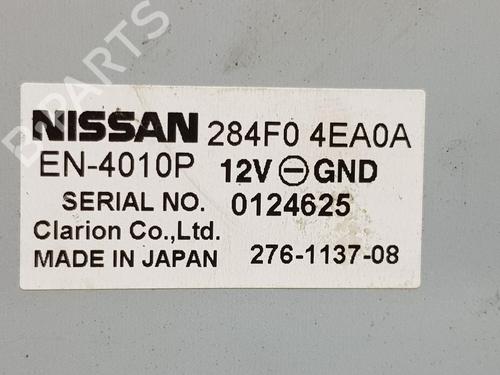 NISSAN 284F0 4EA0A
EN-4010P 12V ⊖ GND
SERIAL NO. 0124625
Clarion Co.,Ltd.
MADE IN JAPAN 276-1137-08
B-PARTS